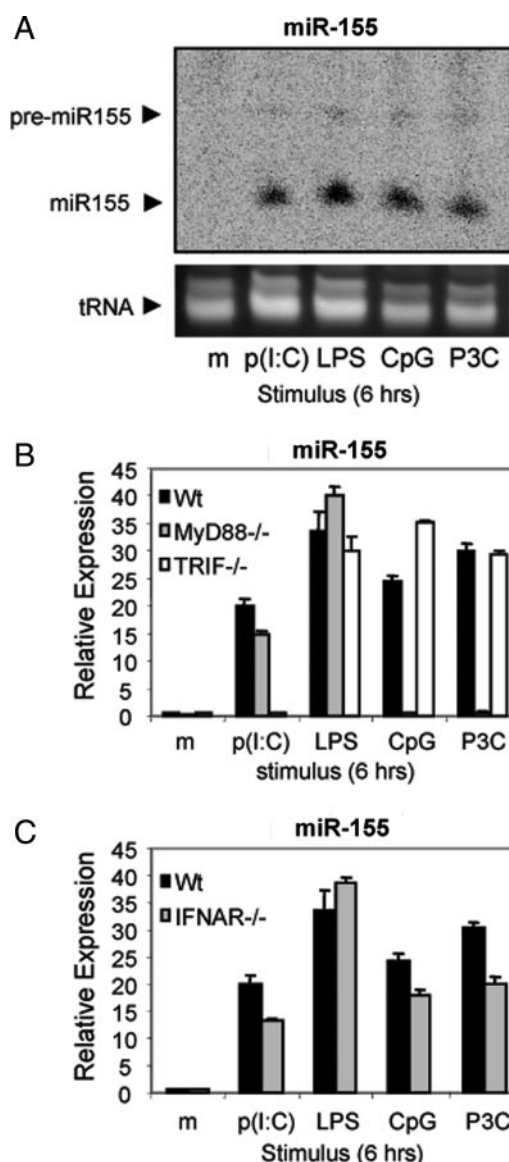 A
miR-155
pre-miR155
miR155
tRNA
m p(I:C) LPS CpG P3C
Stimulus (6 hrs)
B
miR-155
45
40
35
30
25
20
15
10
5
0
Relative Expression
Wt
MyD88-/-
TRIF-/-
m p(I:C) LPS CpG P3C
stimulus (6 hrs)
C
miR-155
45
40
35
30
25
20
15
10
5
0
Relative Expression
Wt
IFNAR-/-
m p(I:C) LPS CpG P3C
Stimulus (6 hrs)